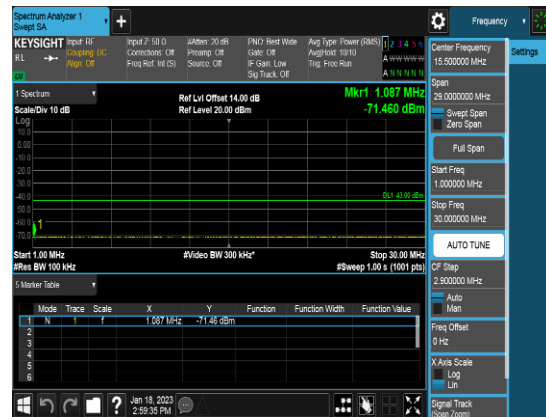 Spectrum Analyzer 1
Swept SA
Frequency
KEYSIGHT
RL
Input: RF
Coupling: DC
Align: Off
Input Z: 50 Ω
Corrections: Off
Freq Ref: Int (S)
#Atten: 20 dB
Preamp: Off
Source: Off
PNO: Best Wide
Gate: Off
IF Gain: Low
Sig Track: Off
Avg Type: Power (RMS)
Avg|Hold: 10/10
Trig: Free Run
1 2 3 4 5 6
A W W W W W
A N N N N N
LW
1 Spectrum
Scale/Div 10 dB
Log
Ref Lvl Offset 14.00 dB
Ref Level 20.00 dBm
Mkr1 1.087 MHz
-71.460 dBm
10.0
0.00
-10.0
-20.0
-30.0
-40.0
-50.0
-60.0
-70.0
DL1 -43.00 dBm
1
Start 1.00 MHz
#Res BW 100 kHz
#Video BW 300 kHz*
Stop 30.00 MHz
#Sweep 1.00 s (1001 pts)
5 Marker Table
Mode Trace Scale X Y Function Function Width Function Value
1 N 1 f 1.087 MHz -71.46 dBm
2
3
4
5
6
Jan 18, 2023
2:59:35 PM
Center Frequency
15.500000 MHz
Settings
Span
29.0000000 MHz
Swept Span
Zero Span
Full Span
Start Freq
1.000000 MHz
Stop Freq
30.000000 MHz
AUTO TUNE
CF Step
2.900000 MHz
Auto
Man
Freq Offset
0 Hz
X Axis Scale
Log
Lin
Signal Track
(Span Zoom)